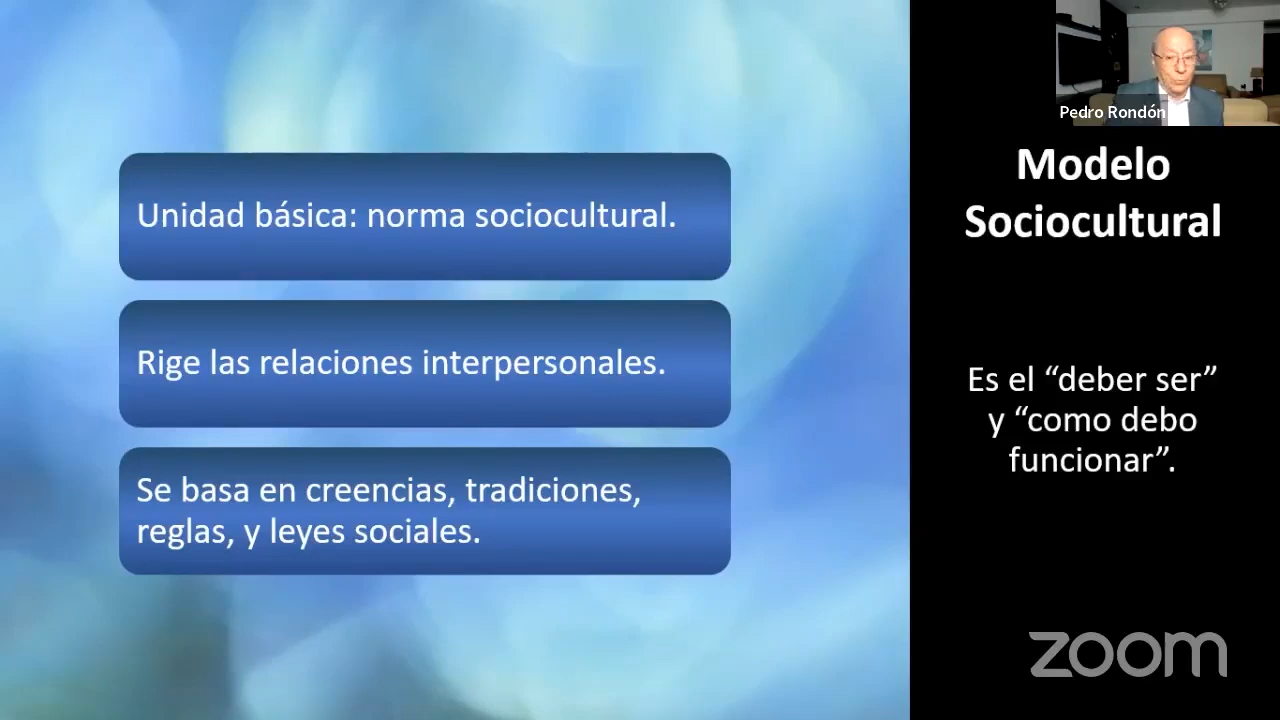 Unidad básica: norma sociocultural.
Rige las relaciones interpersonales.
Se basa en creencias, tradiciones,
reglas, y leyes sociales.
Pedro Rondón
Modelo
Sociocultural
Es el “deber ser”
y “como debo
funcionar”.
zoom